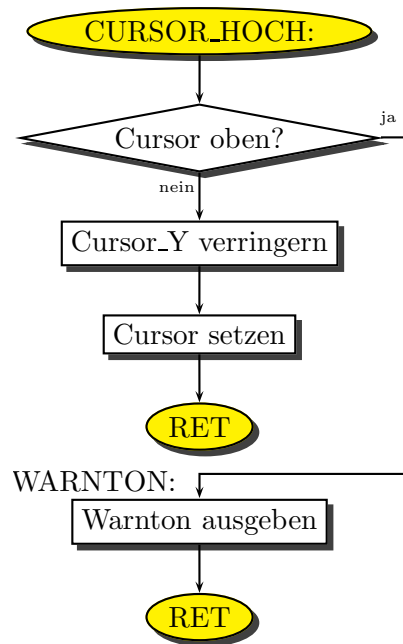 CURSOR_HOCH:
Cursor oben?
ja
nein
Cursor_Y verringern
Cursor setzen
RET
WARNTON:
Warnton ausgeben
RET